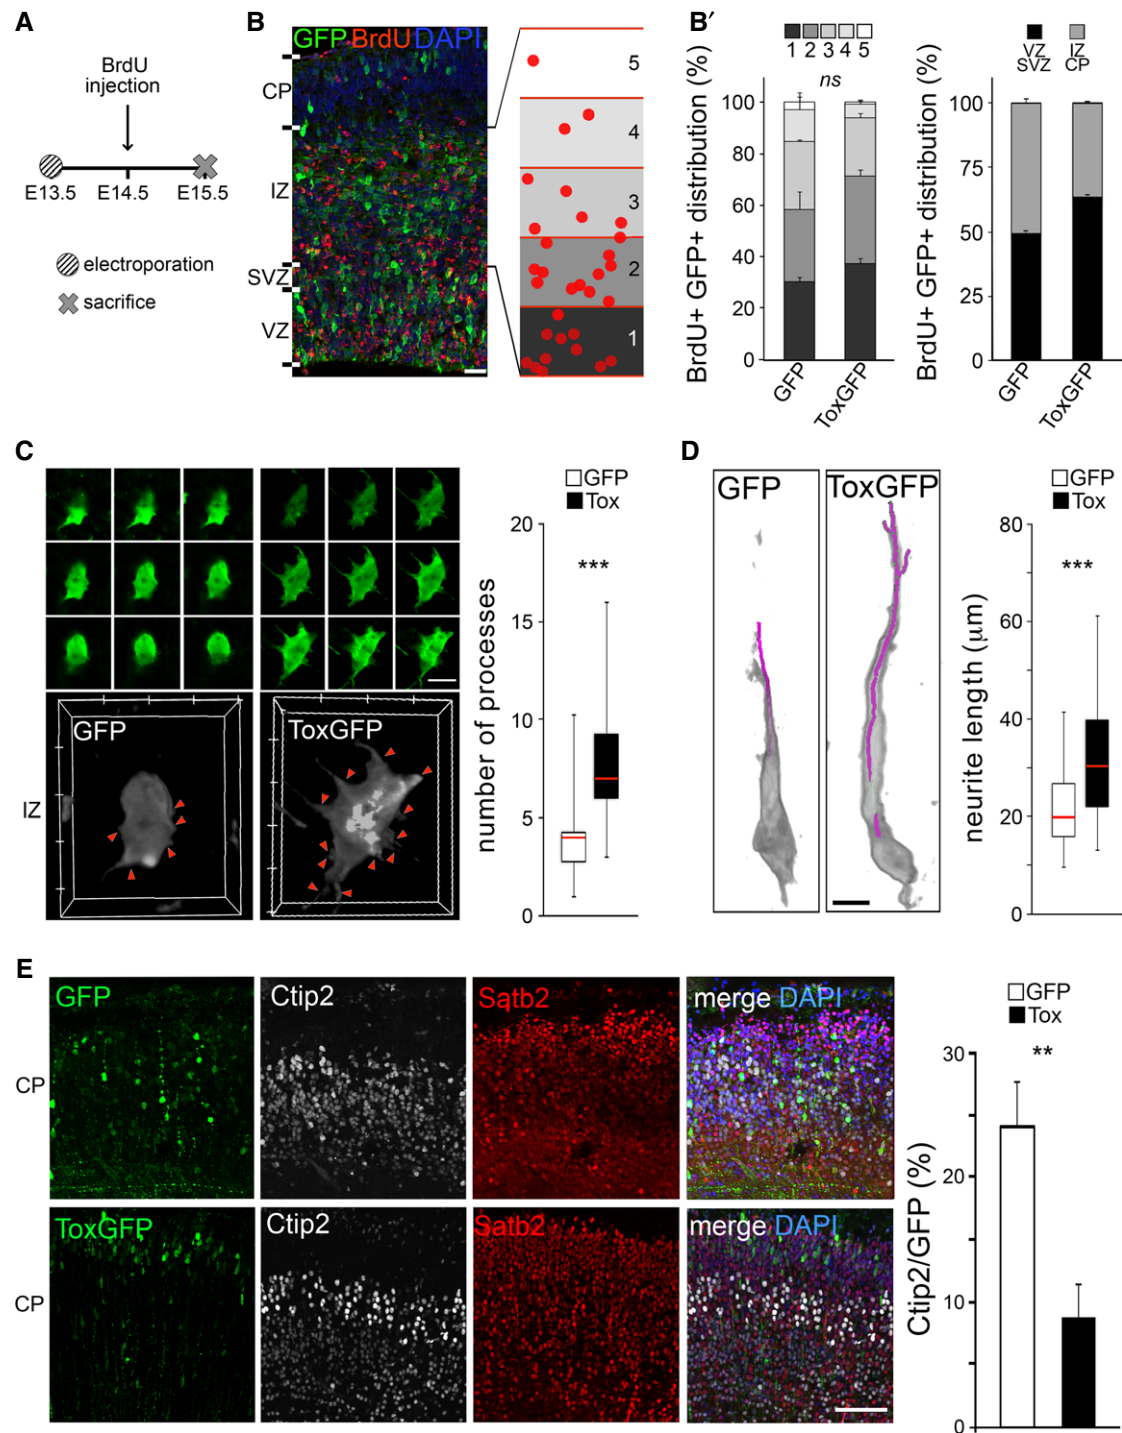 A
BrdU
injection
E13.5
E14.5
E15.5
electroporation
sacrifice
B
GFP BrdU DAPI
CP
IZ
SVZ
VZ
5
4
3
2
1
B′
1 2 3 4 5
ns
BrdU+ GFP+ distribution (%)
100
80
60
40
20
0
GFP
ToxGFP
VZ IZ
SVZ CP
BrdU+ GFP+ distribution (%)
100
75
50
25
0
GFP
ToxGFP
C
IZ
GFP
ToxGFP
GFP
Tox
***
number of processes
20
15
10
5
0
D
GFP
ToxGFP
GFP
Tox
***
neurite length (μm)
80
60
40
20
0
E
CP
GFP
Ctip2
Satb2
merge DAPI
CP
ToxGFP
Ctip2
Satb2
merge DAPI
GFP
Tox
**
Ctip2/GFP (%)
30
20
10
0